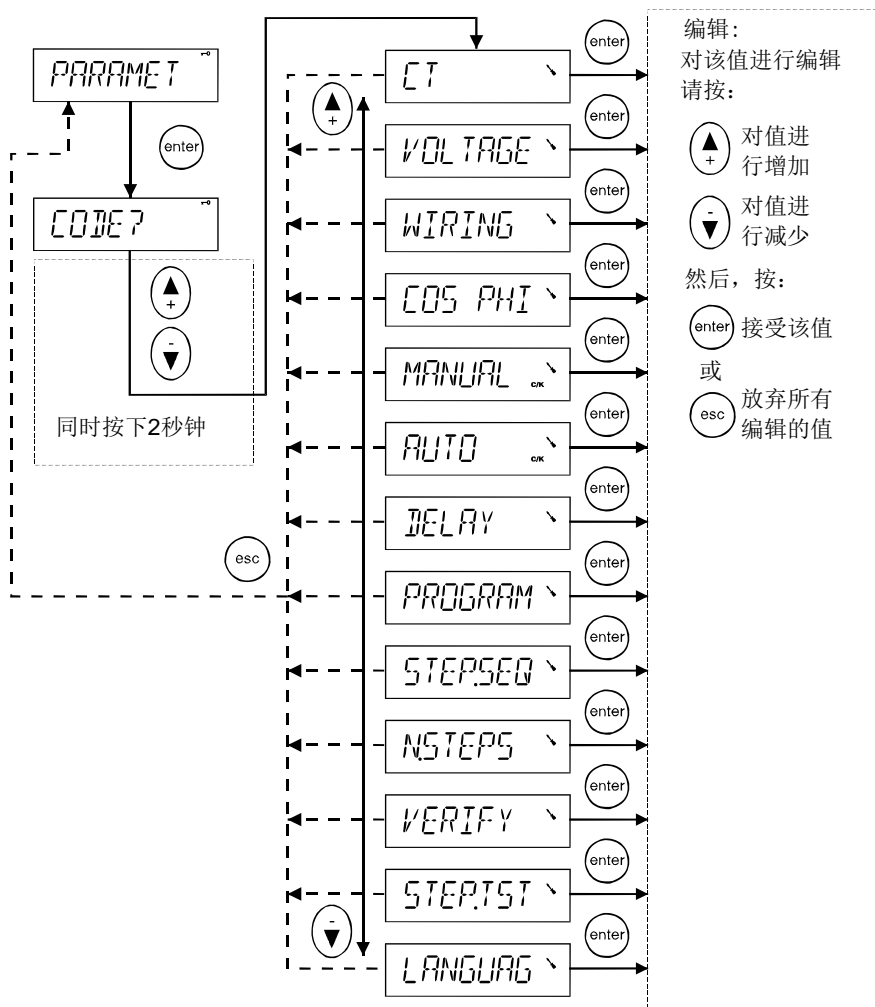 PARAMET
enter
CODE?
+
-
同时按下2秒钟
esc
+
-
CT
enter
VOLTAGE
enter
WIRING
enter
COS PHI
enter
MANUAL C/K
enter
AUTO C/K
enter
DELAY
enter
PROGRAM
enter
STEP.SEQ
enter
N.STEPS
enter
VERIFY
enter
STEP.TST
enter
LANGUAG
enter
编辑:
对该值进行编辑
请按:
+
对值进
行增加
-
对值进
行减少
然后，按:
enter 接受该值
或
esc
放弃所有
编辑的值